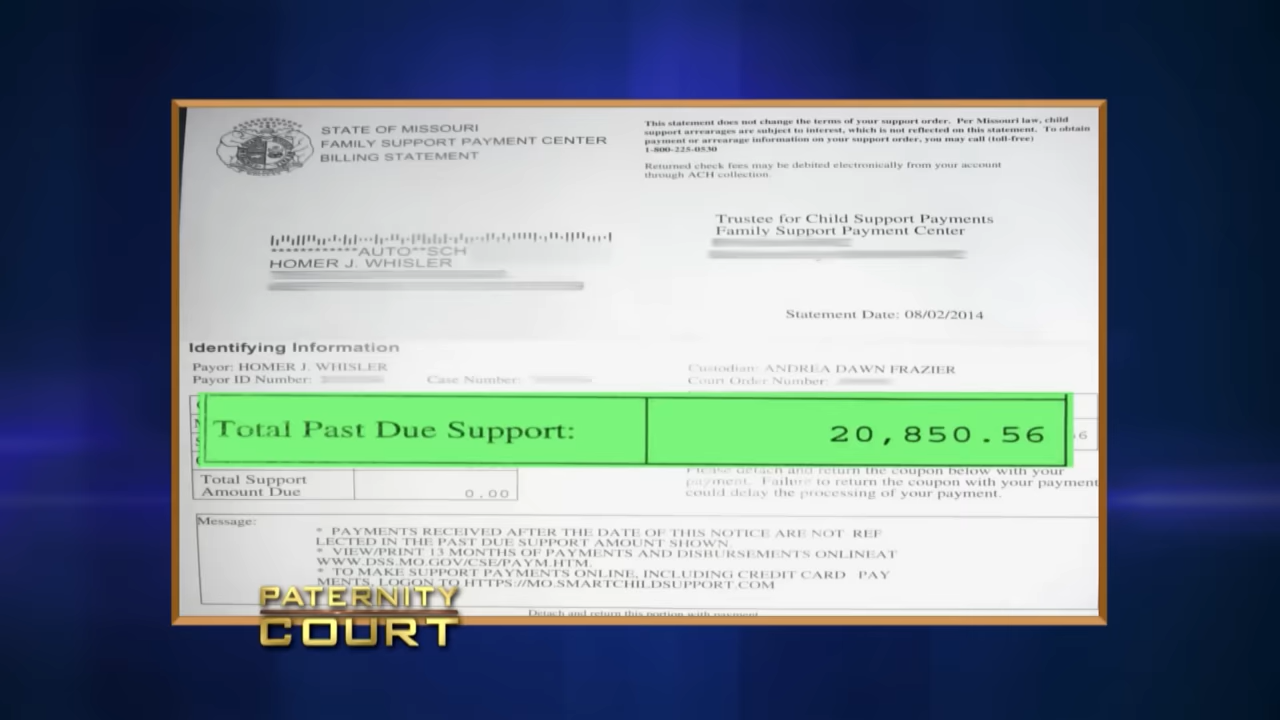 STATE OF MISSOURI
FAMILY SUPPORT PAYMENT CENTER
BILLING STATEMENT
This statement does not change the terms of your support order. Per Missouri law, child
support arrearages are subject to interest, which is not reflected on this statement. To obtain
payment or arrearage information on your support order, you may call (toll-free)
1-800-225-0530
Returned check fees may be debited electronically from your account
through ACH collection.
Trustee for Child Support Payments
Family Support Payment Center
***********AUTO**SCH
HOMER J. WHISLER
Statement Date: 08/02/2014
Identifying Information
Payor: HOMER J. WHISLER
Payor ID Number:
Case Number:
Custodian: ANDREA DAWN FRAZIER
Court Order Number:
Total Past Due Support: 20,850.56
Total Support
Amount Due 0.00
Please detach and return the coupon below with your
payment. Failure to return the coupon with your payment
could delay the processing of your payment.
Message:
* PAYMENTS RECEIVED AFTER THE DATE OF THIS NOTICE ARE NOT REF
LECTED IN THE PAST DUE SUPPORT AMOUNT SHOWN
* VIEW/PRINT 13 MONTHS OF PAYMENTS AND DISBURSEMENTS ONLINEAT
WWW.DSS.MO.GOV/CSE/PAYM.HTM.
* TO MAKE SUPPORT PAYMENTS ONLINE, INCLUDING CREDIT CARD PAY
MENTS, LOGON TO HTTPS://MO.SMARTCHILDSUPPORT.COM
Detach and return this portion with payment
PATERNITY
COURT